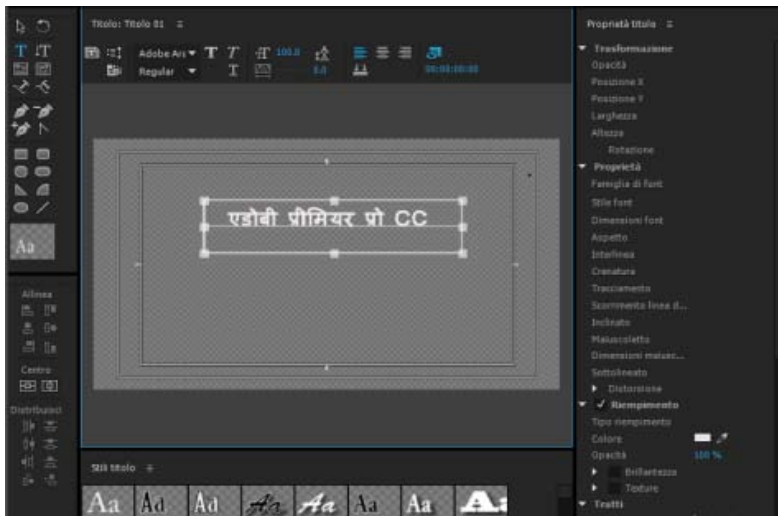 Titolo: Titolo 01
Adobe Ara
Regular
T T T
100.0
0.0
00:00:00:00
एडोबी प्रीमियर प्रो CC
Aa
Allinea
Centro
Distribuisci
Stili titolo
Aa Ad Ad Aa Aa Aa Aa A
Proprietà titolo
Trasformazione
Opacità
Posizione X
Posizione Y
Larghezza
Altezza
Rotazione
Proprietà
Famiglia di font
Stile font
Dimensioni font
Aspetto
Interlinea
Crenatura
Tracciamento
Scorrimento linea d...
Inclinato
Maiuscoletto
Dimensioni maiusc...
Sottolineato
Distorsione
Riempimento
Tipo riempimento
Colore
Opacità 100 %
Brillantezza
Texture
Tratti